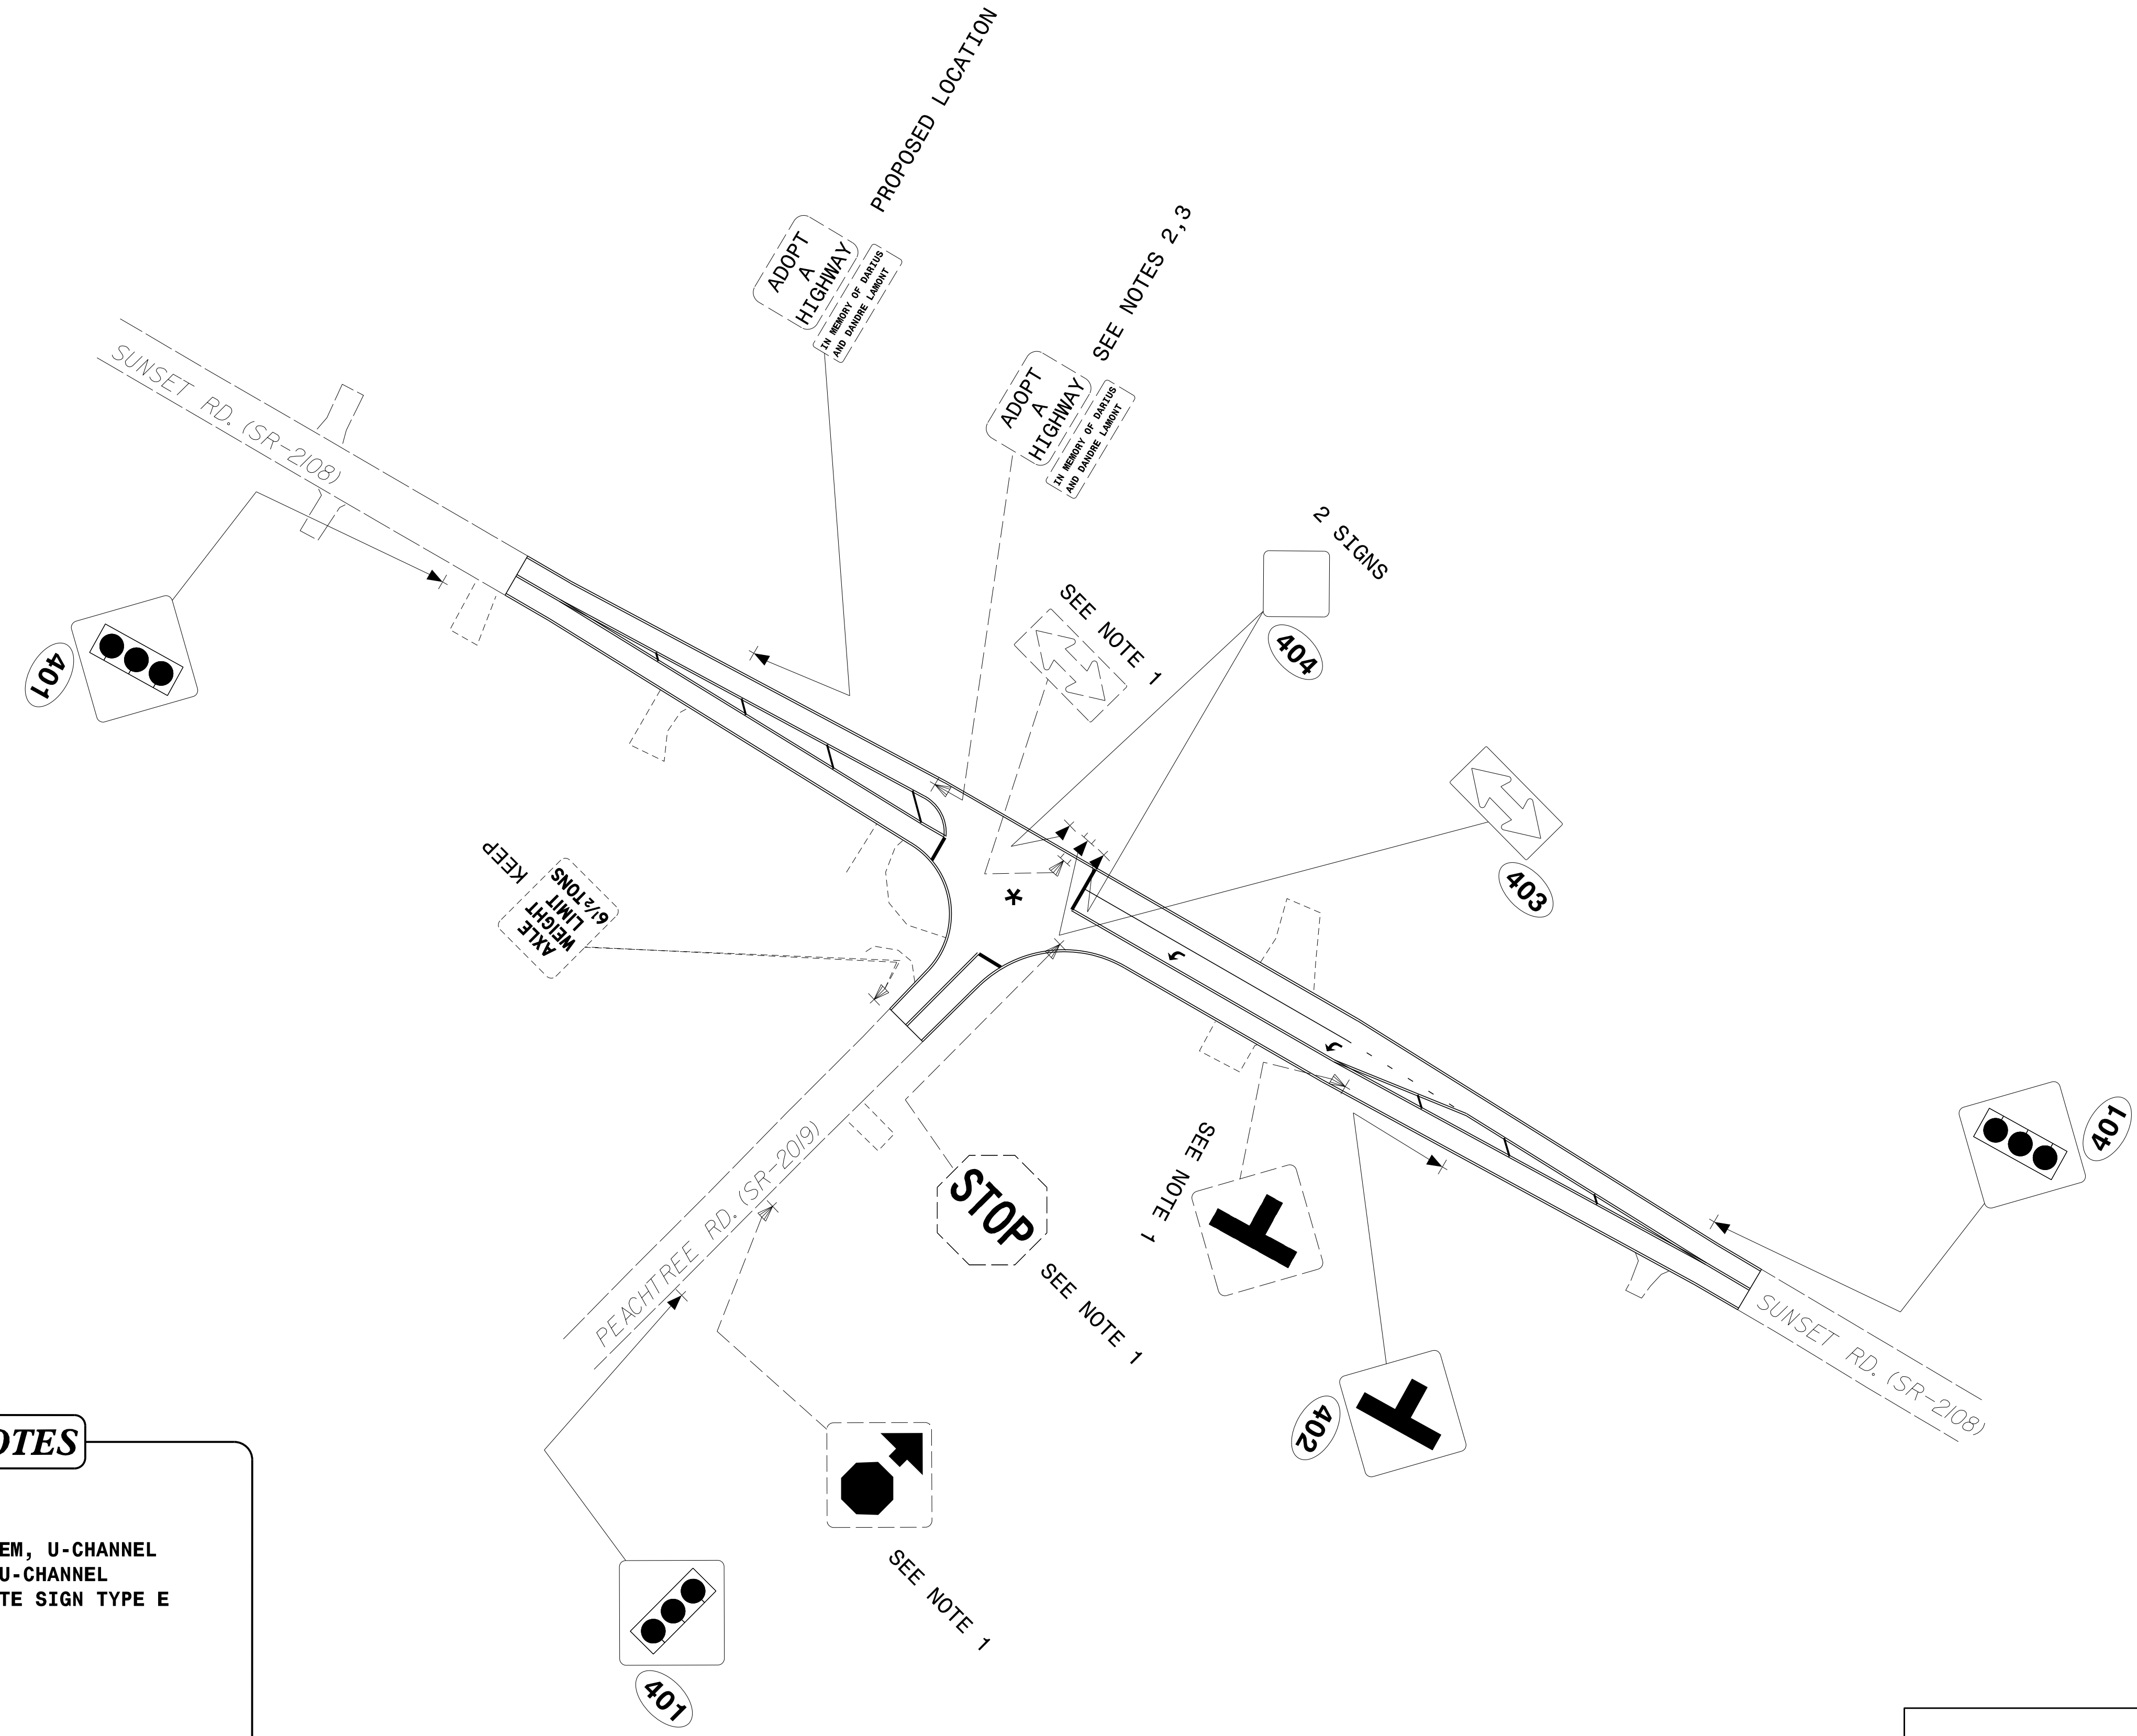 PROPOSED LOCATION
ADOPT
A
HIGHWAY
IN MEMORY OF DARIUS
AND DANDRE LAMONT
SEE NOTES 2,3
ADOPT
A
HIGHWAY
IN MEMORY OF DARIUS
AND DANDRE LAMONT
SUNSET RD. (SR-2108)
2 SIGNS
404
SEE NOTE 1
401
403
KEEP
AXLE
WEIGHT
LIMIT
6½ TONS
*
401
SEE NOTE 1
STOP
SEE NOTE 1
PEACHTREE RD. (SR-2019)
SUNSET RD. (SR-2108)
402
SEE NOTE 1
401
OTES
EM, U-CHANNEL
U-CHANNEL
TE SIGN TYPE E